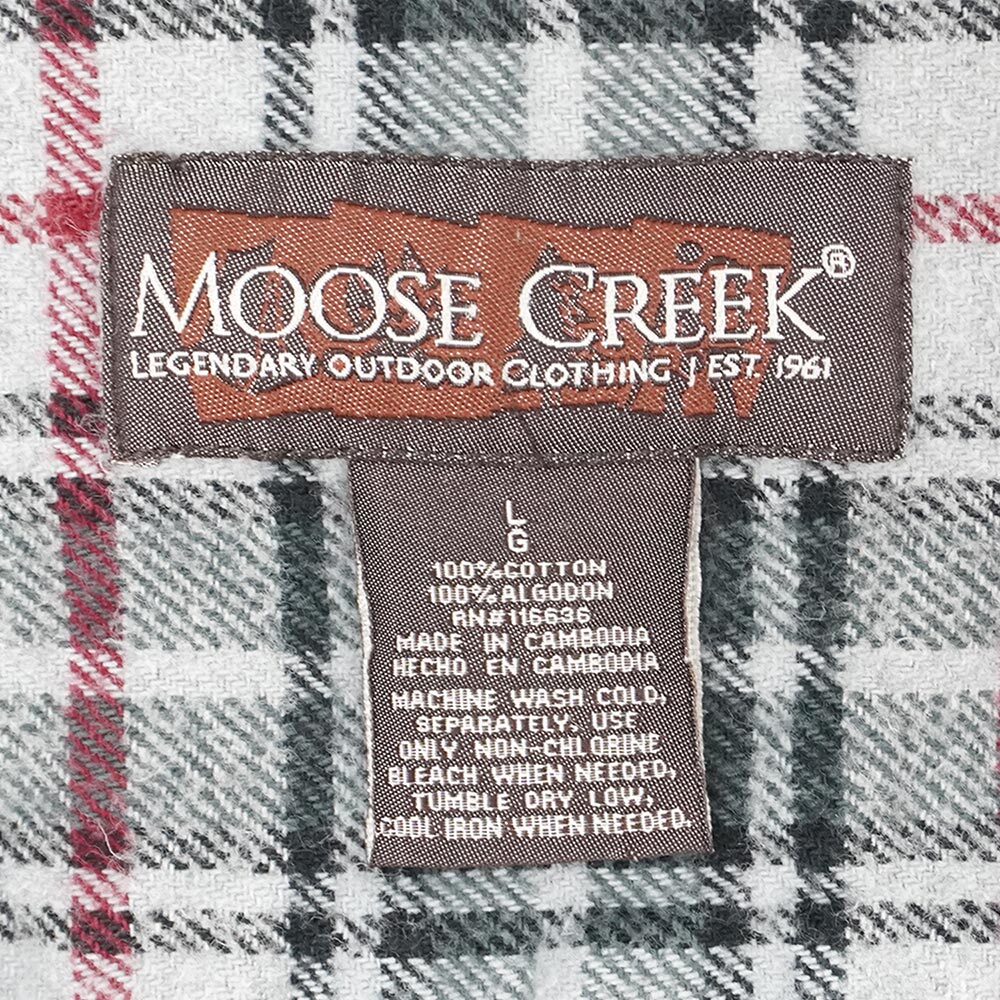 MOOSE CREEK®
LEGENDARY OUTDOOR CLOTHING | EST. 1961
L
G
100% COTTON
100% ALGODON
RN#116636
MADE IN CAMBODIA
HECHO EN CAMBODIA
MACHINE WASH COLD,
SEPARATELY, USE
ONLY NON-CHLORINE
BLEACH WHEN NEEDED,
TUMBLE DRY LOW,
COOL IRON WHEN NEEDED.